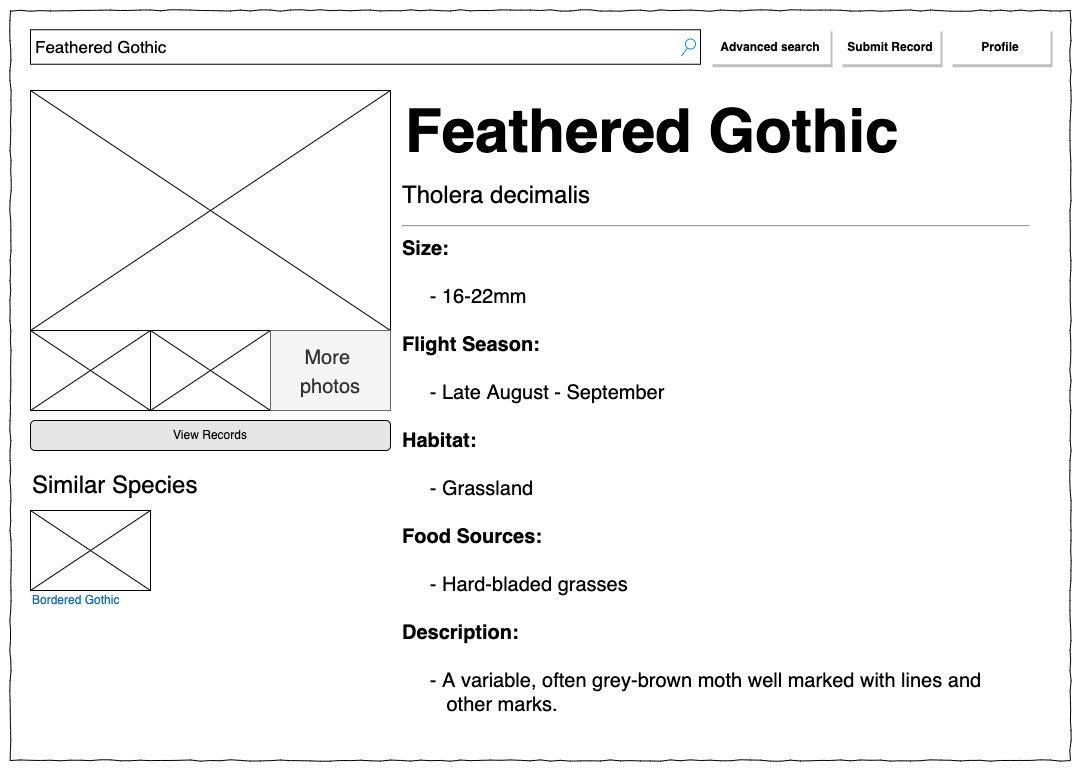 Feathered Gothic
Advanced search
Submit Record
Profile
Feathered Gothic
Tholera decimalis
Size:
- 16-22mm
Flight Season:
- Late August - September
Habitat:
- Grassland
Food Sources:
- Hard-bladed grasses
Description:
- A variable, often grey-brown moth well marked with lines and
other marks.
More
photos
View Records
Similar Species
Bordered Gothic